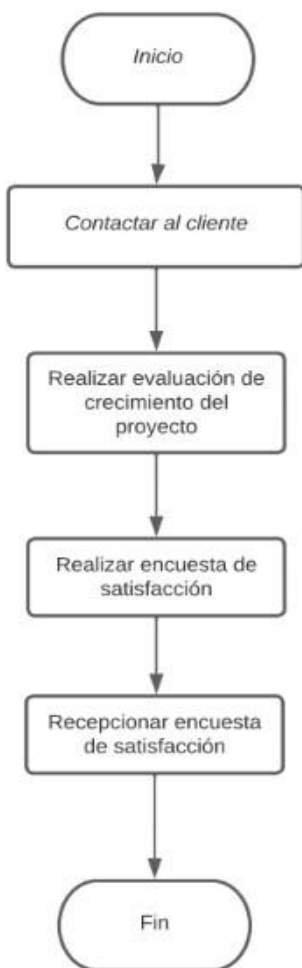 Inicio
Contactar al cliente
Realizar evaluación de
crecimiento del
proyecto
Realizar encuesta de
satisfacción
Recepcionar encuesta
de satisfacción
Fin